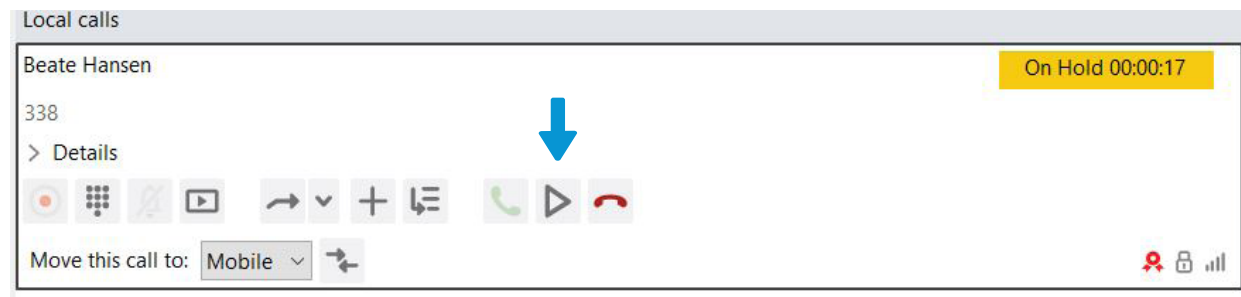 Local calls
Beate Hansen
On Hold 00:00:17
338
Details
Move this call to: Mobile